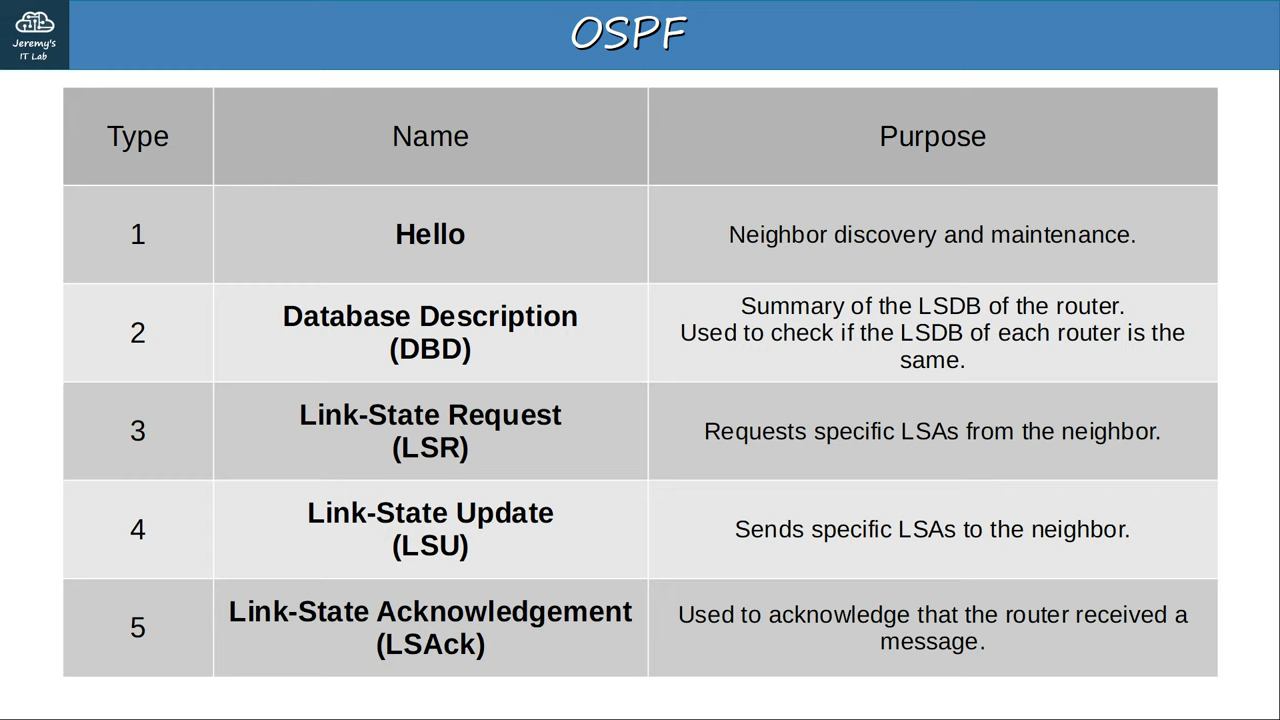 Jeremy's
IT Lab
OSPF
Type
Name
Purpose
1
Hello
Neighbor discovery and maintenance.
2
Database Description
(DBD)
Summary of the LSDB of the router.
Used to check if the LSDB of each router is the
same.
3
Link-State Request
(LSR)
Requests specific LSAs from the neighbor.
4
Link-State Update
(LSU)
Sends specific LSAs to the neighbor.
5
Link-State Acknowledgement
(LSAck)
Used to acknowledge that the router received a
message.